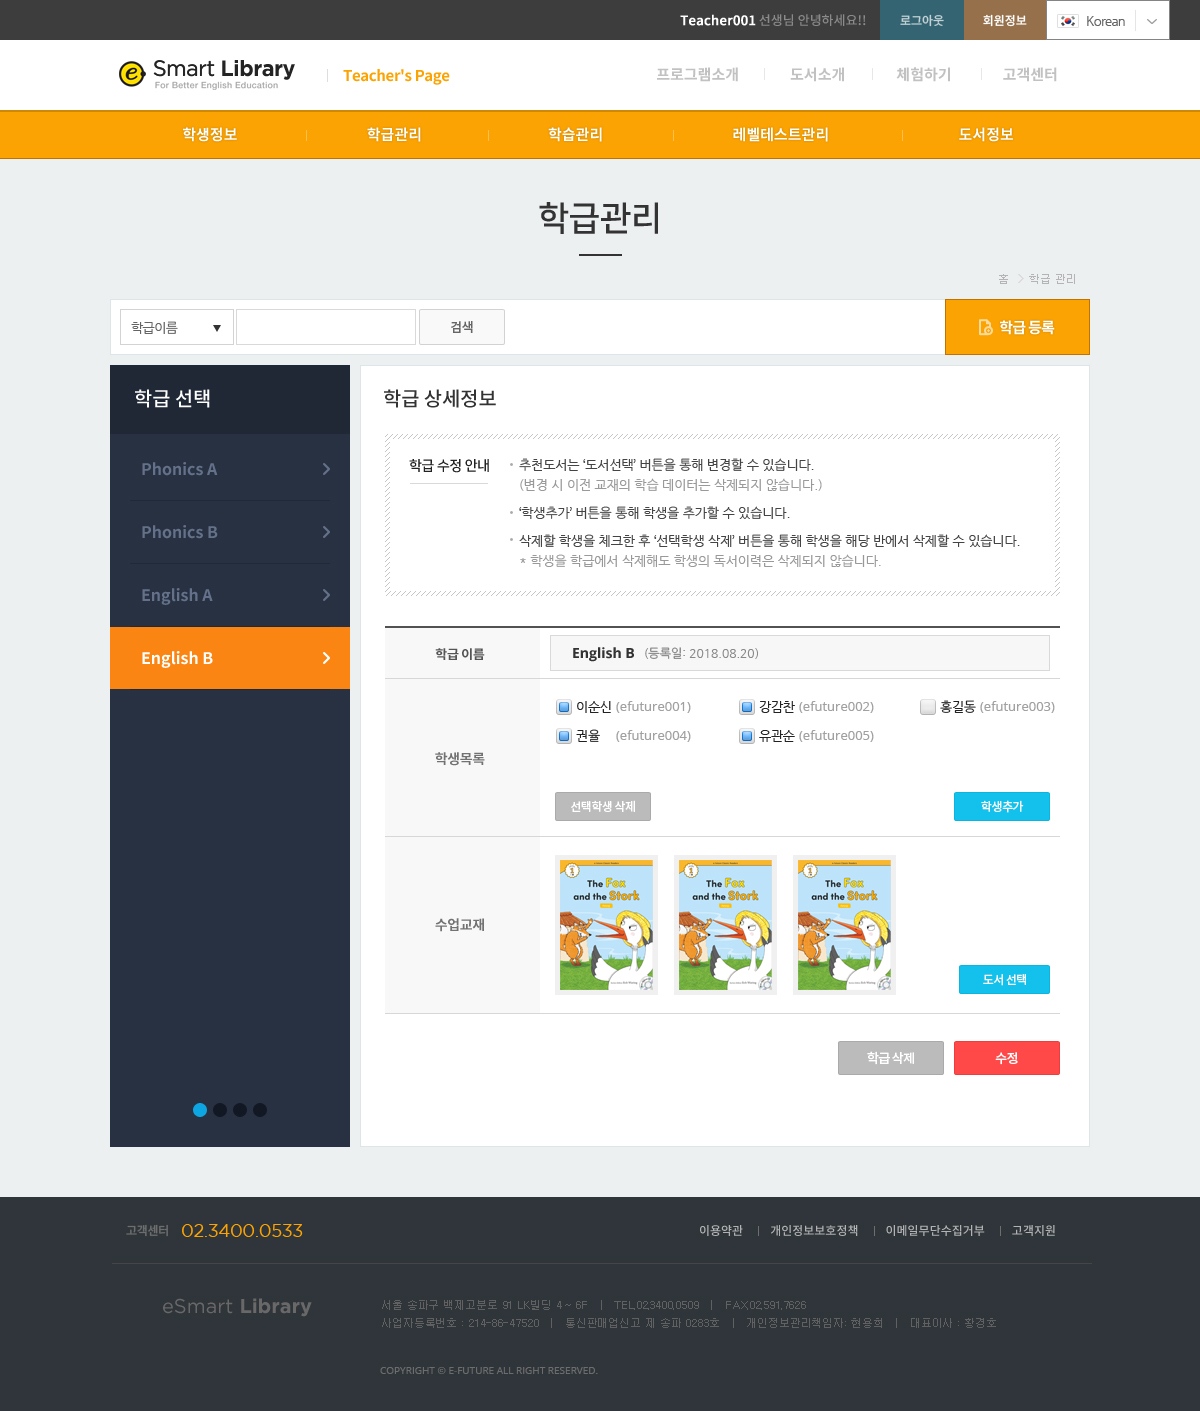 Teacher001 선생님 안녕하세요!! 로그아웃 회원정보 Korean
e Smart Library
For Better English Education
Teacher's Page
프로그램소개 도서소개 체험하기 고객센터
학생정보 학급관리 학습관리 레벨테스트관리 도서정보
학급관리
홈 > 학급 관리
학급이름 ▼ 검색 학급 등록
학급 선택
Phonics A
Phonics B
English A
English B
학급 상세정보
학급 수정 안내
· 추천도서는 ‘도서선택’ 버튼을 통해 변경할 수 있습니다.
(변경 시 이전 교재의 학습 데이터는 삭제되지 않습니다.)
· ‘학생추가’ 버튼을 통해 학생을 추가할 수 있습니다.
· 삭제할 학생을 체크한 후 ‘선택학생 삭제’ 버튼을 통해 학생을 해당 반에서 삭제할 수 있습니다.
* 학생을 학급에서 삭제해도 학생의 독서이력은 삭제되지 않습니다.
학급 이름 English B (등록일: 2018.08.20)
학생목록
이순신 (efuture001) 강감찬 (efuture002) 홍길동 (efuture003)
권율 (efuture004) 유관순 (efuture005)
선택학생 삭제 학생추가
수업교재
The Fox
and the Stork
The Fox
and the Stork
The Fox
and the Stork
도서 선택
학급 삭제 수정
고객센터 02.3400.0533
이용약관 | 개인정보보호정책 | 이메일무단수집거부 | 고객지원
eSmart Library
서울 송파구 백제고분로 91 LK빌딩 4 ~ 6F | TEL.02.3400.0509 | FAX.02.591.7626
사업자등록번호 : 214-86-47520 | 통신판매업신고 제 송파 0283호 | 개인정보관리책임자: 현용희 | 대표이사 : 황경호
COPYRIGHT © E-FUTURE ALL RIGHT RESERVED.